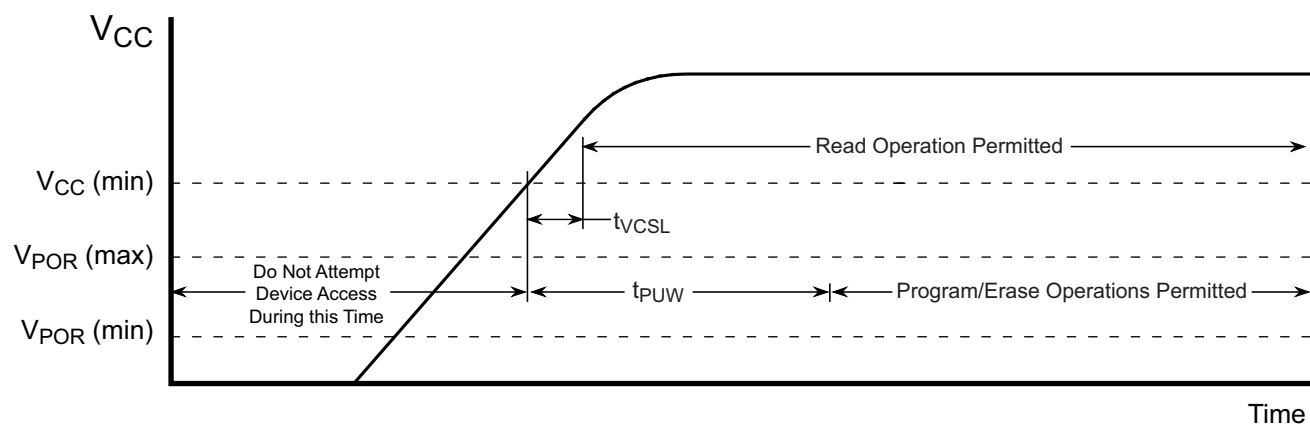 VCC
Read Operation Permitted
VCC (min)
tVCSL
VPOR (max)
Do Not Attempt
Device Access
During this Time
tPUW
Program/Erase Operations Permitted
VPOR (min)
Time